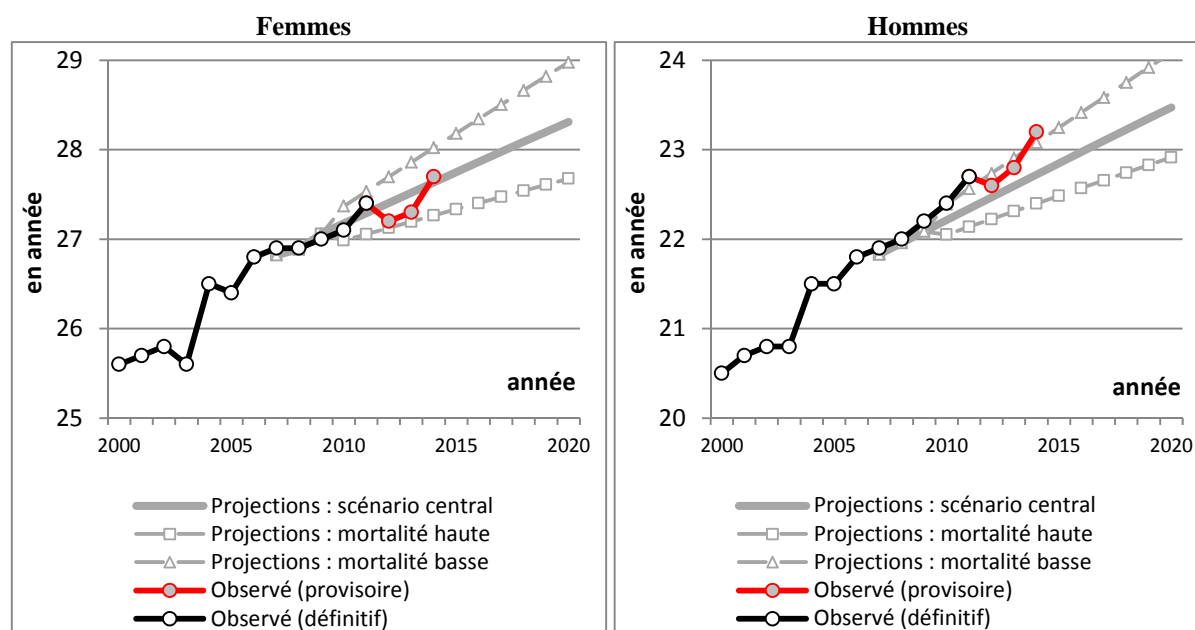 Femmes
29
28
27
26
25
en année
année
2000 2005 2010 2015 2020
Projections : scénario central
Projections : mortalité haute
Projections : mortalité basse
Observé (provisoire)
Observé (définitif)
Hommes
24
23
22
21
20
en année
année
2000 2005 2010 2015 2020
Projections : scénario central
Projections : mortalité haute
Projections : mortalité basse
Observé (provisoire)
Observé (définitif)